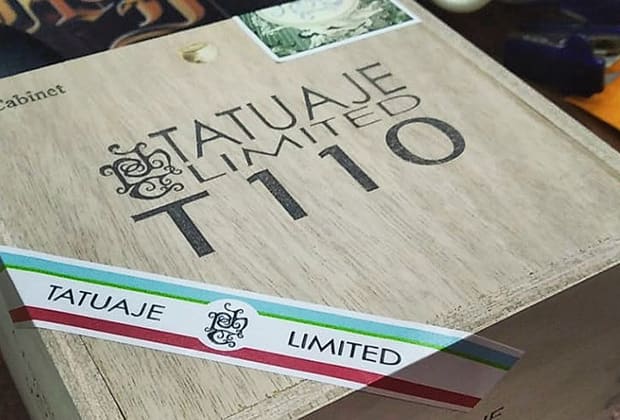 Cabinet
TATUAJE
LIMITED
T110
TATUAJE LIMITED